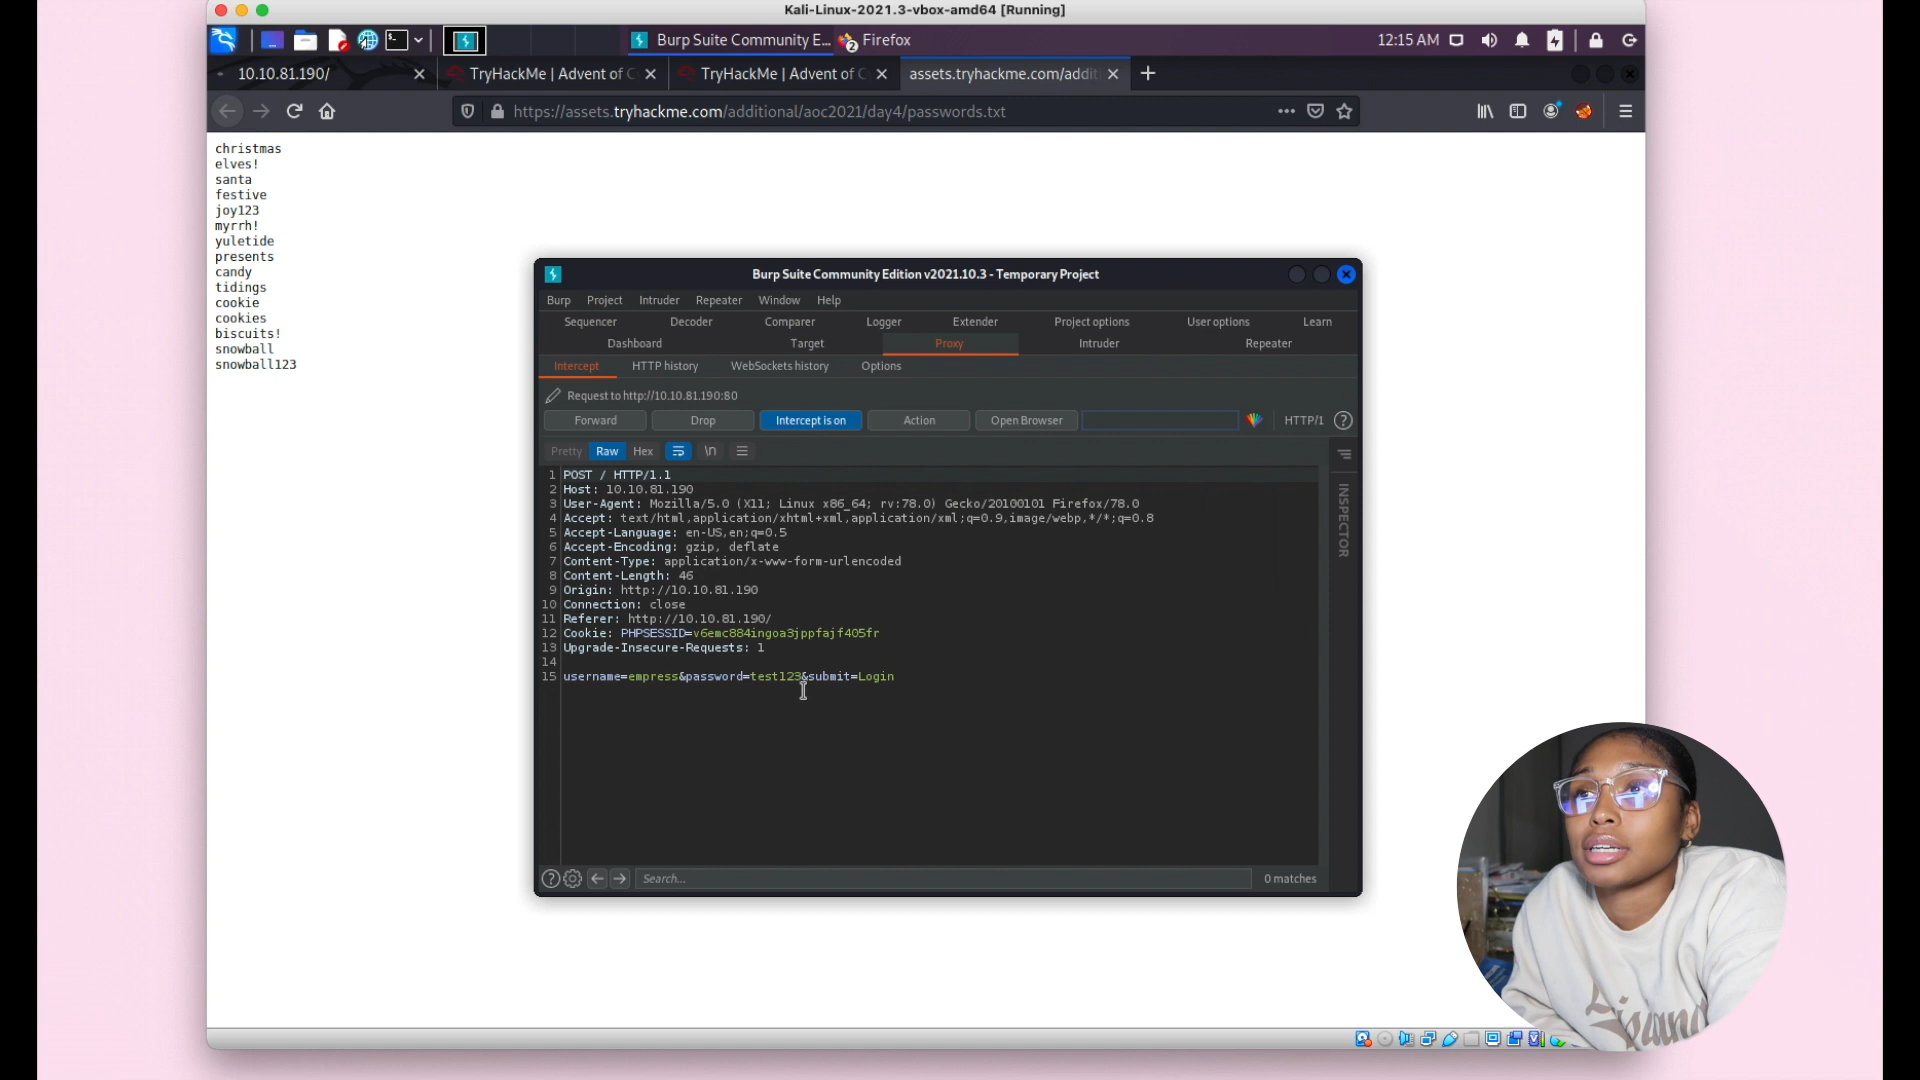 Kali-Linux-2021.3-vbox-amd64 [Running]
Burp Suite Community E... 2 Firefox 12:15 AM
10.10.81.190/ TryHackMe | Advent of C TryHackMe | Advent of C assets.tryhackme.com/addit
https://assets.tryhackme.com/additional/aoc2021/day4/passwords.txt
christmas
elves!
santa
festive
joy123
myrrh!
yuletide
presents
candy
tidings
cookie
cookies
biscuits!
snowball
snowball123
Burp Suite Community Edition v2021.10.3 - Temporary Project
Burp Project Intruder Repeater Window Help
Sequencer Decoder Comparer Logger Extender Project options User options Learn
Dashboard Target Proxy Intruder Repeater
Intercept HTTP history WebSockets history Options
Request to http://10.10.81.190:80
Forward Drop Intercept is on Action Open Browser HTTP/1 ?
Pretty Raw Hex \n
INSPECTOR
1 POST / HTTP/1.1
2 Host: 10.10.81.190
3 User-Agent: Mozilla/5.0 (X11; Linux x86_64; rv:78.0) Gecko/20100101 Firefox/78.0
4 Accept: text/html,application/xhtml+xml,application/xml;q=0.9,image/webp,*/*;q=0.8
5 Accept-Language: en-US,en;q=0.5
6 Accept-Encoding: gzip, deflate
7 Content-Type: application/x-www-form-urlencoded
8 Content-Length: 46
9 Origin: http://10.10.81.190
10 Connection: close
11 Referer: http://10.10.81.190/
12 Cookie: PHPSESSID=v6emc884ingoa3jppfajf405fr
13 Upgrade-Insecure-Requests: 1
14
15 username=empress&password=test123&submit=Login
? Search... 0 matches